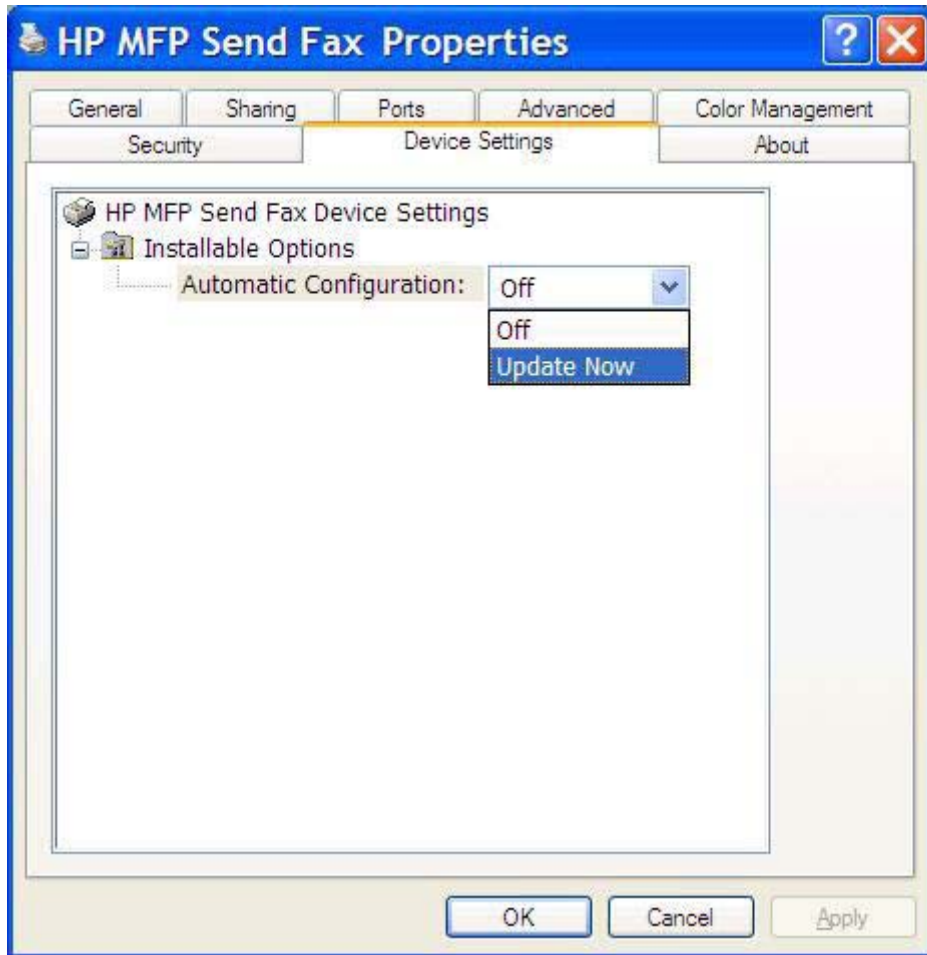 HP MFP Send Fax Properties
General Sharing Ports Advanced Color Management
Security Device Settings About
HP MFP Send Fax Device Settings
Installable Options
Automatic Configuration: Off
Off
Update Now
OK Cancel Apply